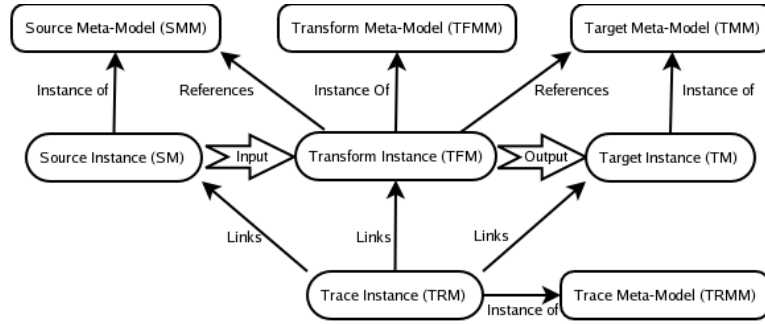 Source Meta-Model (SMM)
Transform Meta-Model (TFMM)
Target Meta-Model (TMM)
Instance of
References
Instance Of
References
Instance of
Source Instance (SM)
Input
Transform Instance (TFM)
Output
Target Instance (TM)
Links
Links
Links
Trace Instance (TRM)
Instance of
Trace Meta-Model (TRMM)